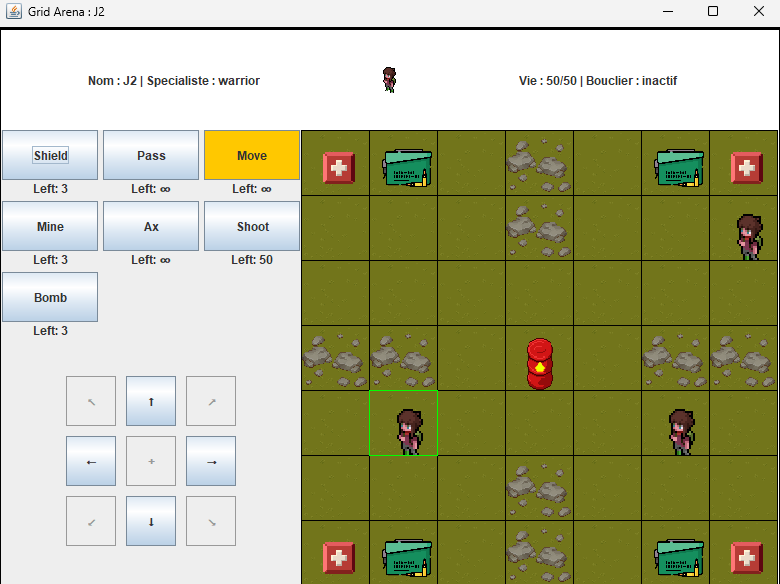 Grid Arena : J2
Nom : J2 | Specialiste : warrior
Vie : 50/50 | Bouclier : inactif
Shield
Pass
Move
Left: 3
Left: ∞
Left: ∞
Mine
Ax
Shoot
Left: 3
Left: ∞
Left: 50
Bomb
Left: 3